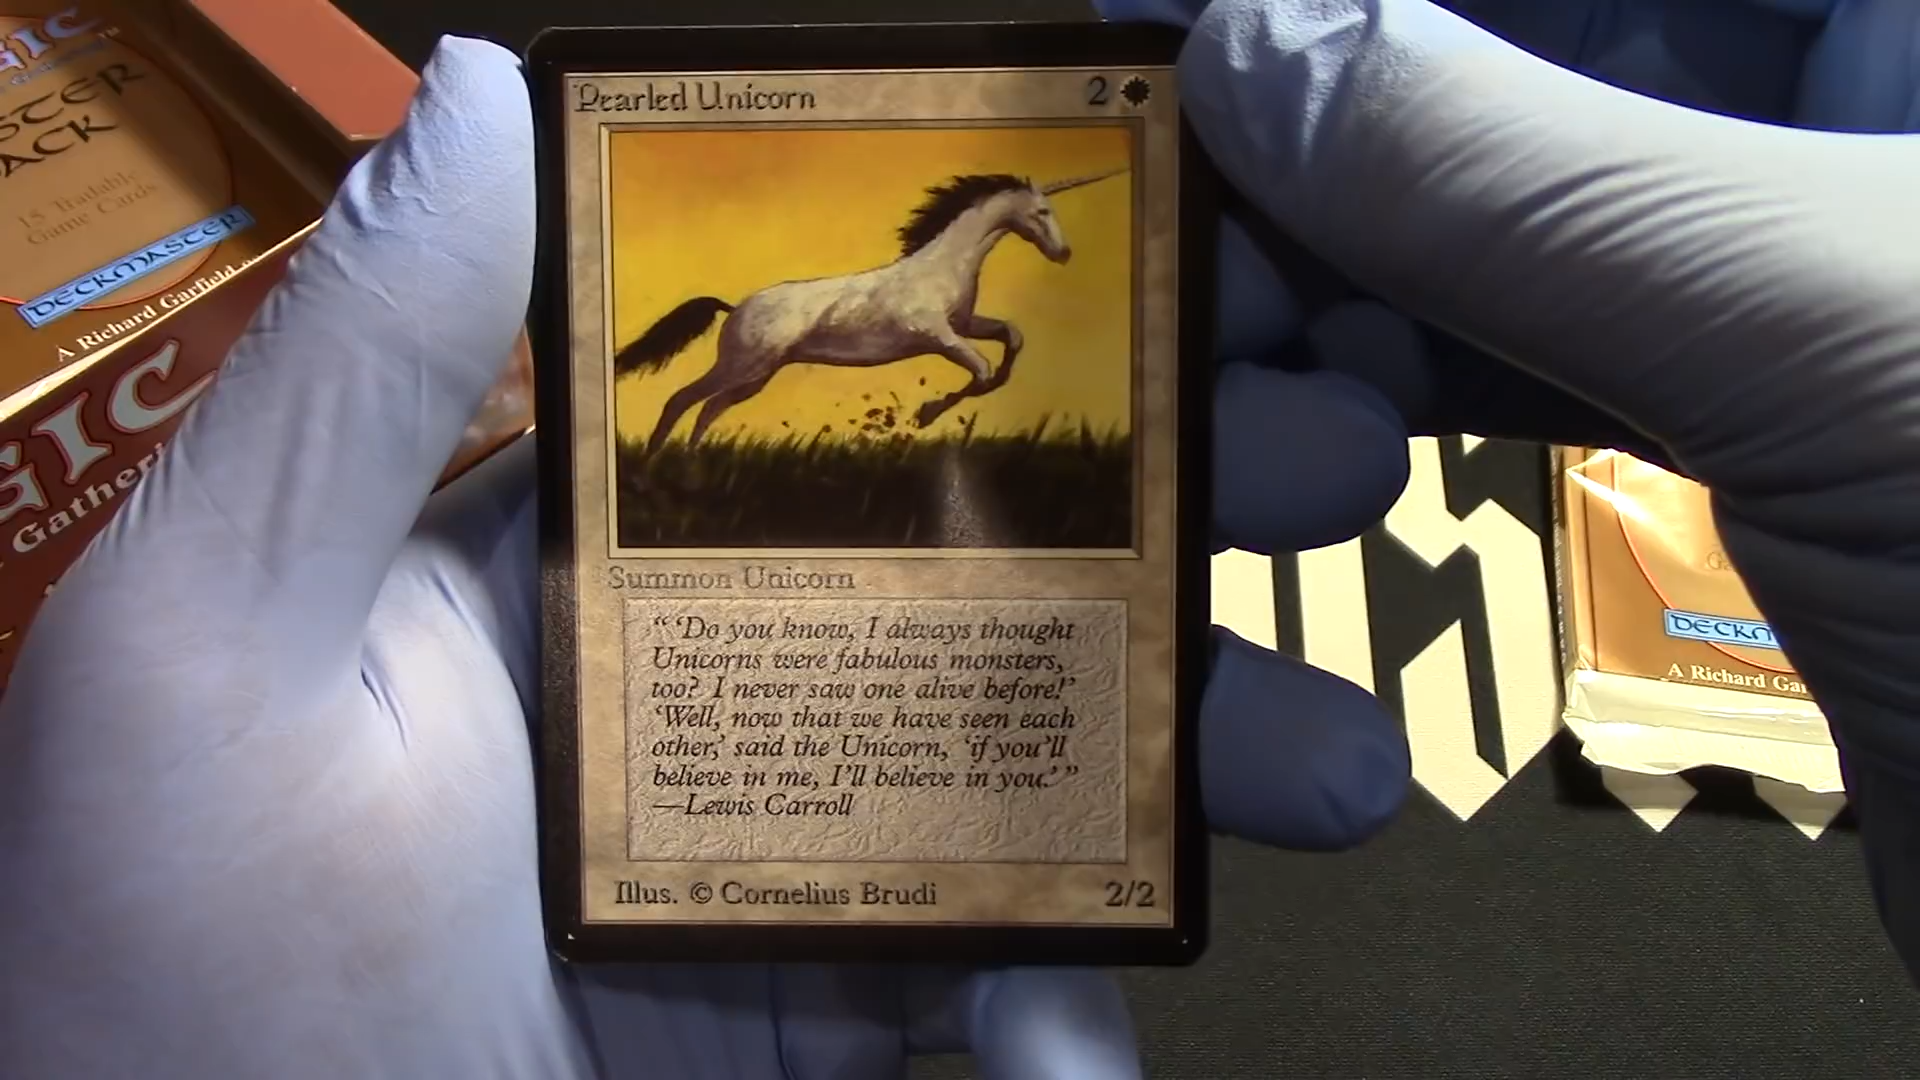 Pearled Unicorn 2
Summon Unicorn
“ ‘Do you know, I always thought
Unicorns were fabulous monsters,
too? I never saw one alive before!’
‘Well, now that we have seen each
other,’ said the Unicorn, ‘if you’ll
believe in me, I’ll believe in you.’ ”
—Lewis Carroll
Illus. © Cornelius Brudi 2/2
GIC
STER
ACK
15 Tradable
Game Cards
DECKMASTER
A Richard Garfield
GIC
Gatheri
DECKM
A Richard Gar